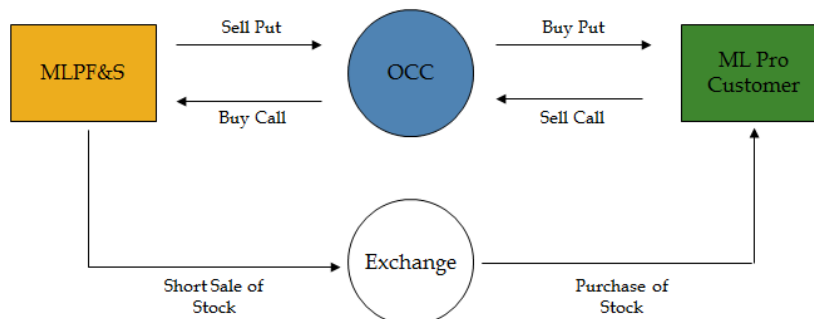 Sell Put
Buy Put
MLPF&S
OCC
ML Pro
Customer
Buy Call
Sell Call
Exchange
Short Sale of
Stock
Purchase of
Stock